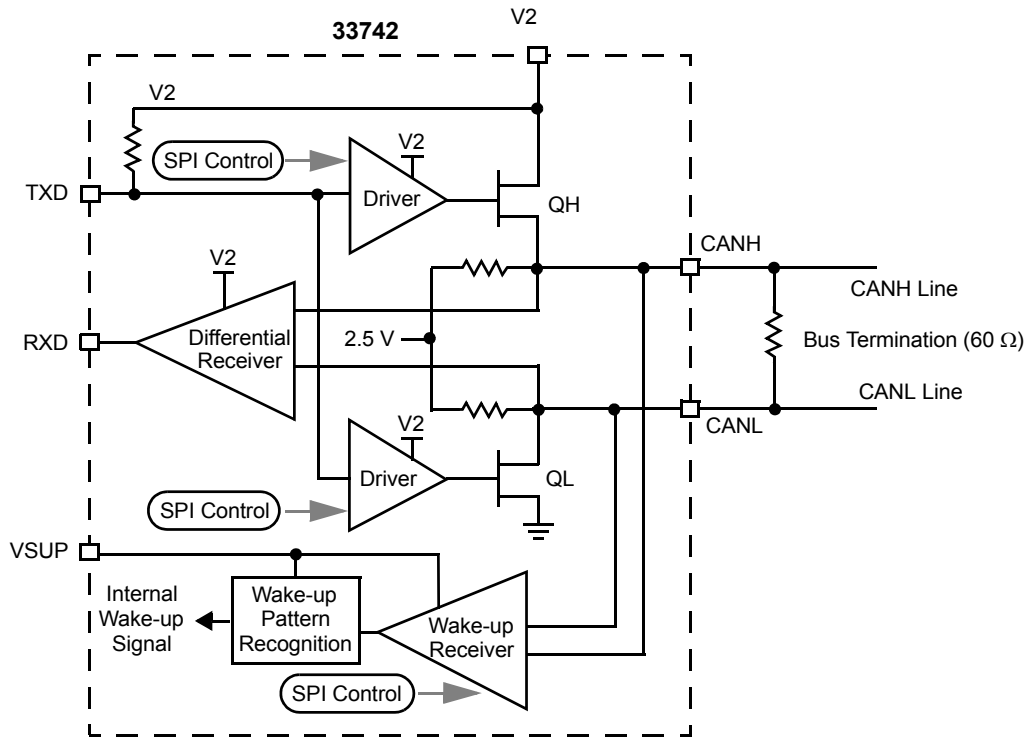 V2
33742
V2
SPI Control
V2
Driver
TXD
QH
CANH
V2
CANH Line
Differential
Receiver
RXD
2.5 V
Bus Termination (60 Ω)
CANL Line
V2
CANL
Driver
QL
SPI Control
VSUP
Internal
Wake-up
Signal
Wake-up
Pattern
Recognition
Wake-up
Receiver
SPI Control